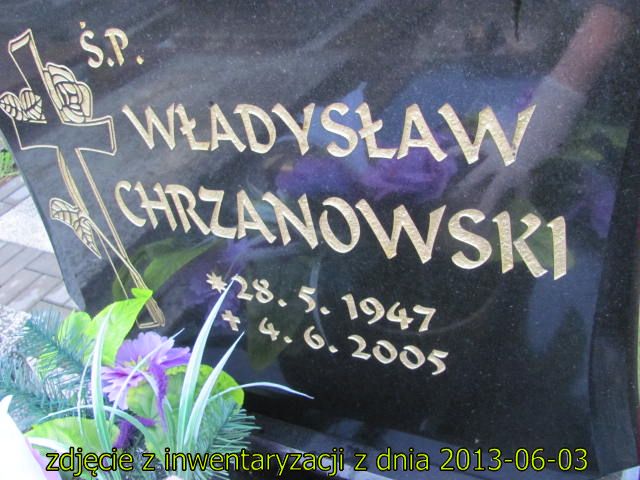 Ś.P.
WŁADYSŁAW
CHRZANOWSKI
* 28. 5. 1947
+ 4. 6. 2005
zdjęcie z inwentaryzacji z dnia 2013-06-03